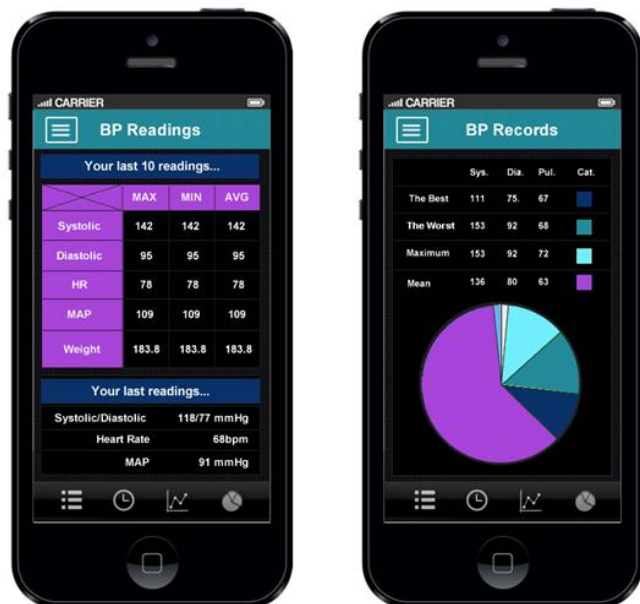 CARRIER
BP Readings
Your last 10 readings...
MAX MIN AVG
Systolic 142 142 142
Diastolic 95 95 95
HR 78 78 78
MAP 109 109 109
Weight 183.8 183.8 183.8
Your last readings...
Systolic/Diastolic 118/77 mmHg
Heart Rate 68bpm
MAP 91 mmHg
CARRIER
BP Records
Sys. Dia. Pul. Cat.
The Best 111 75. 67
The Worst 153 92 68
Maximum 153 92 72
Mean 136 80 63